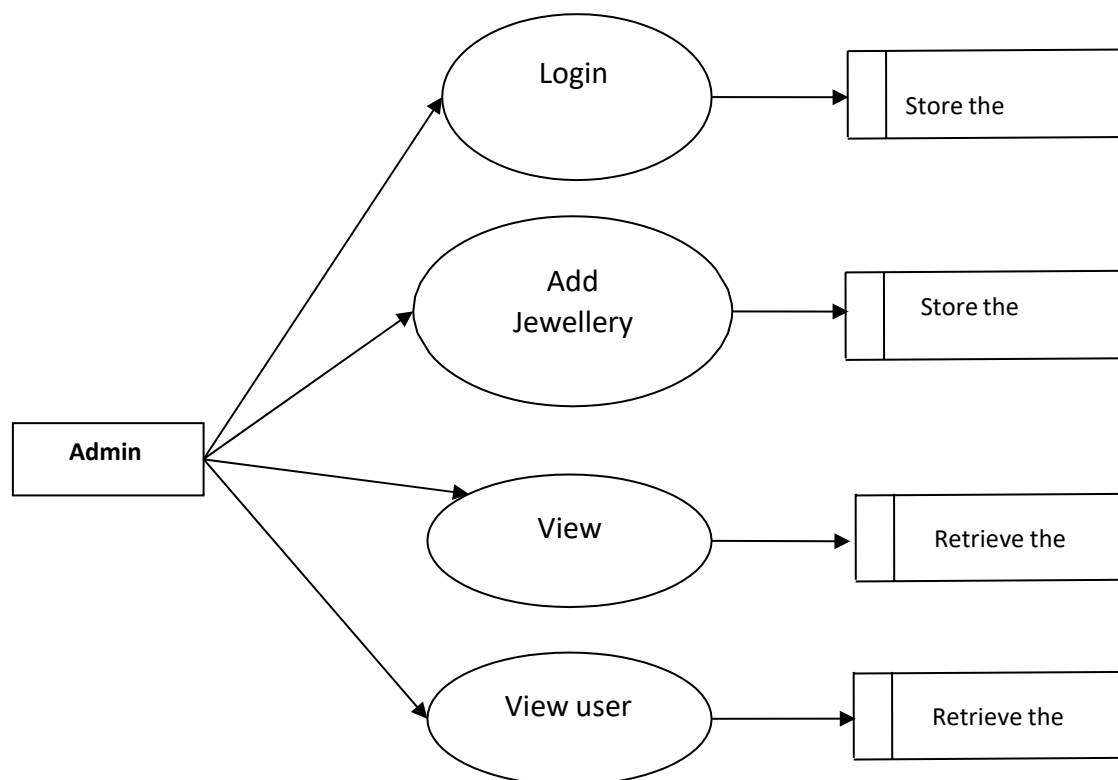 Login
Store the
Add
Jewellery
Store the
Admin
View
Retrieve the
View user
Retrieve the